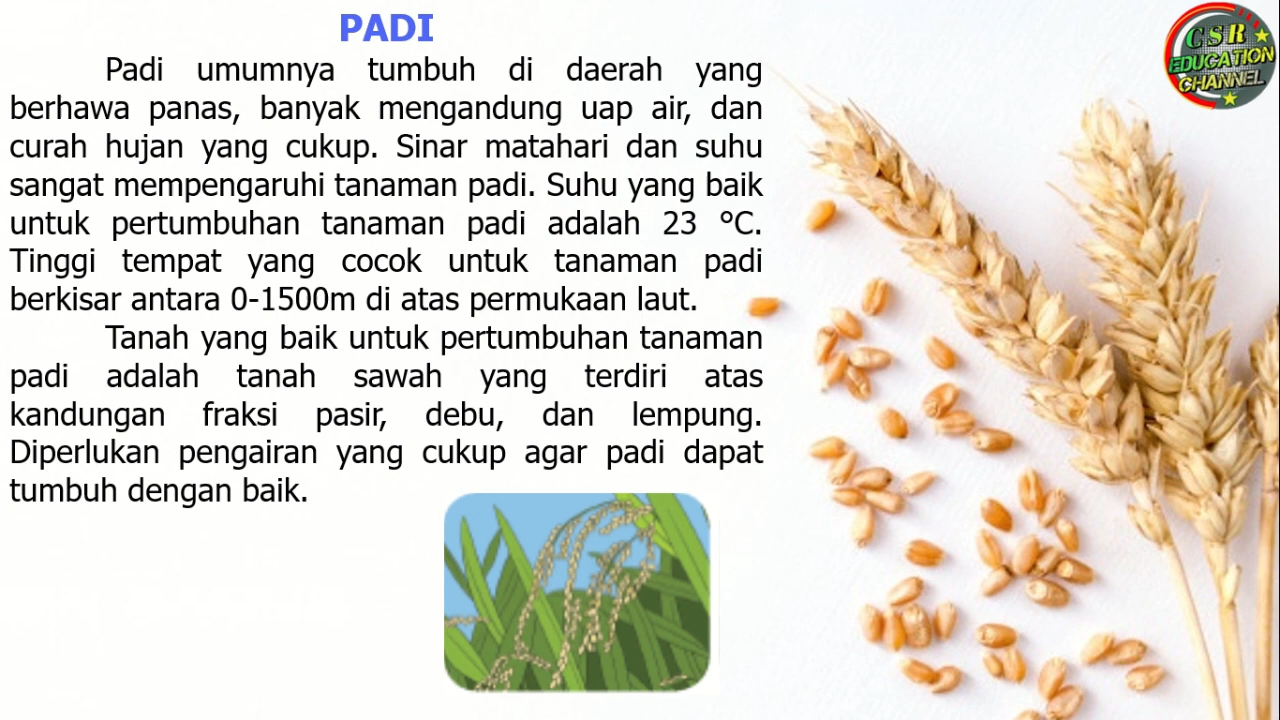 PADI
Padi umumnya tumbuh di daerah yang
berhawa panas, banyak mengandung uap air, dan
curah hujan yang cukup. Sinar matahari dan suhu
sangat mempengaruhi tanaman padi. Suhu yang baik
untuk pertumbuhan tanaman padi adalah 23 °C.
Tinggi tempat yang cocok untuk tanaman padi
berkisar antara 0-1500m di atas permukaan laut.
Tanah yang baik untuk pertumbuhan tanaman
padi adalah tanah sawah yang terdiri atas
kandungan fraksi pasir, debu, dan lempung.
Diperlukan pengairan yang cukup agar padi dapat
tumbuh dengan baik.
CSR
EDUCATION
CHANNEL